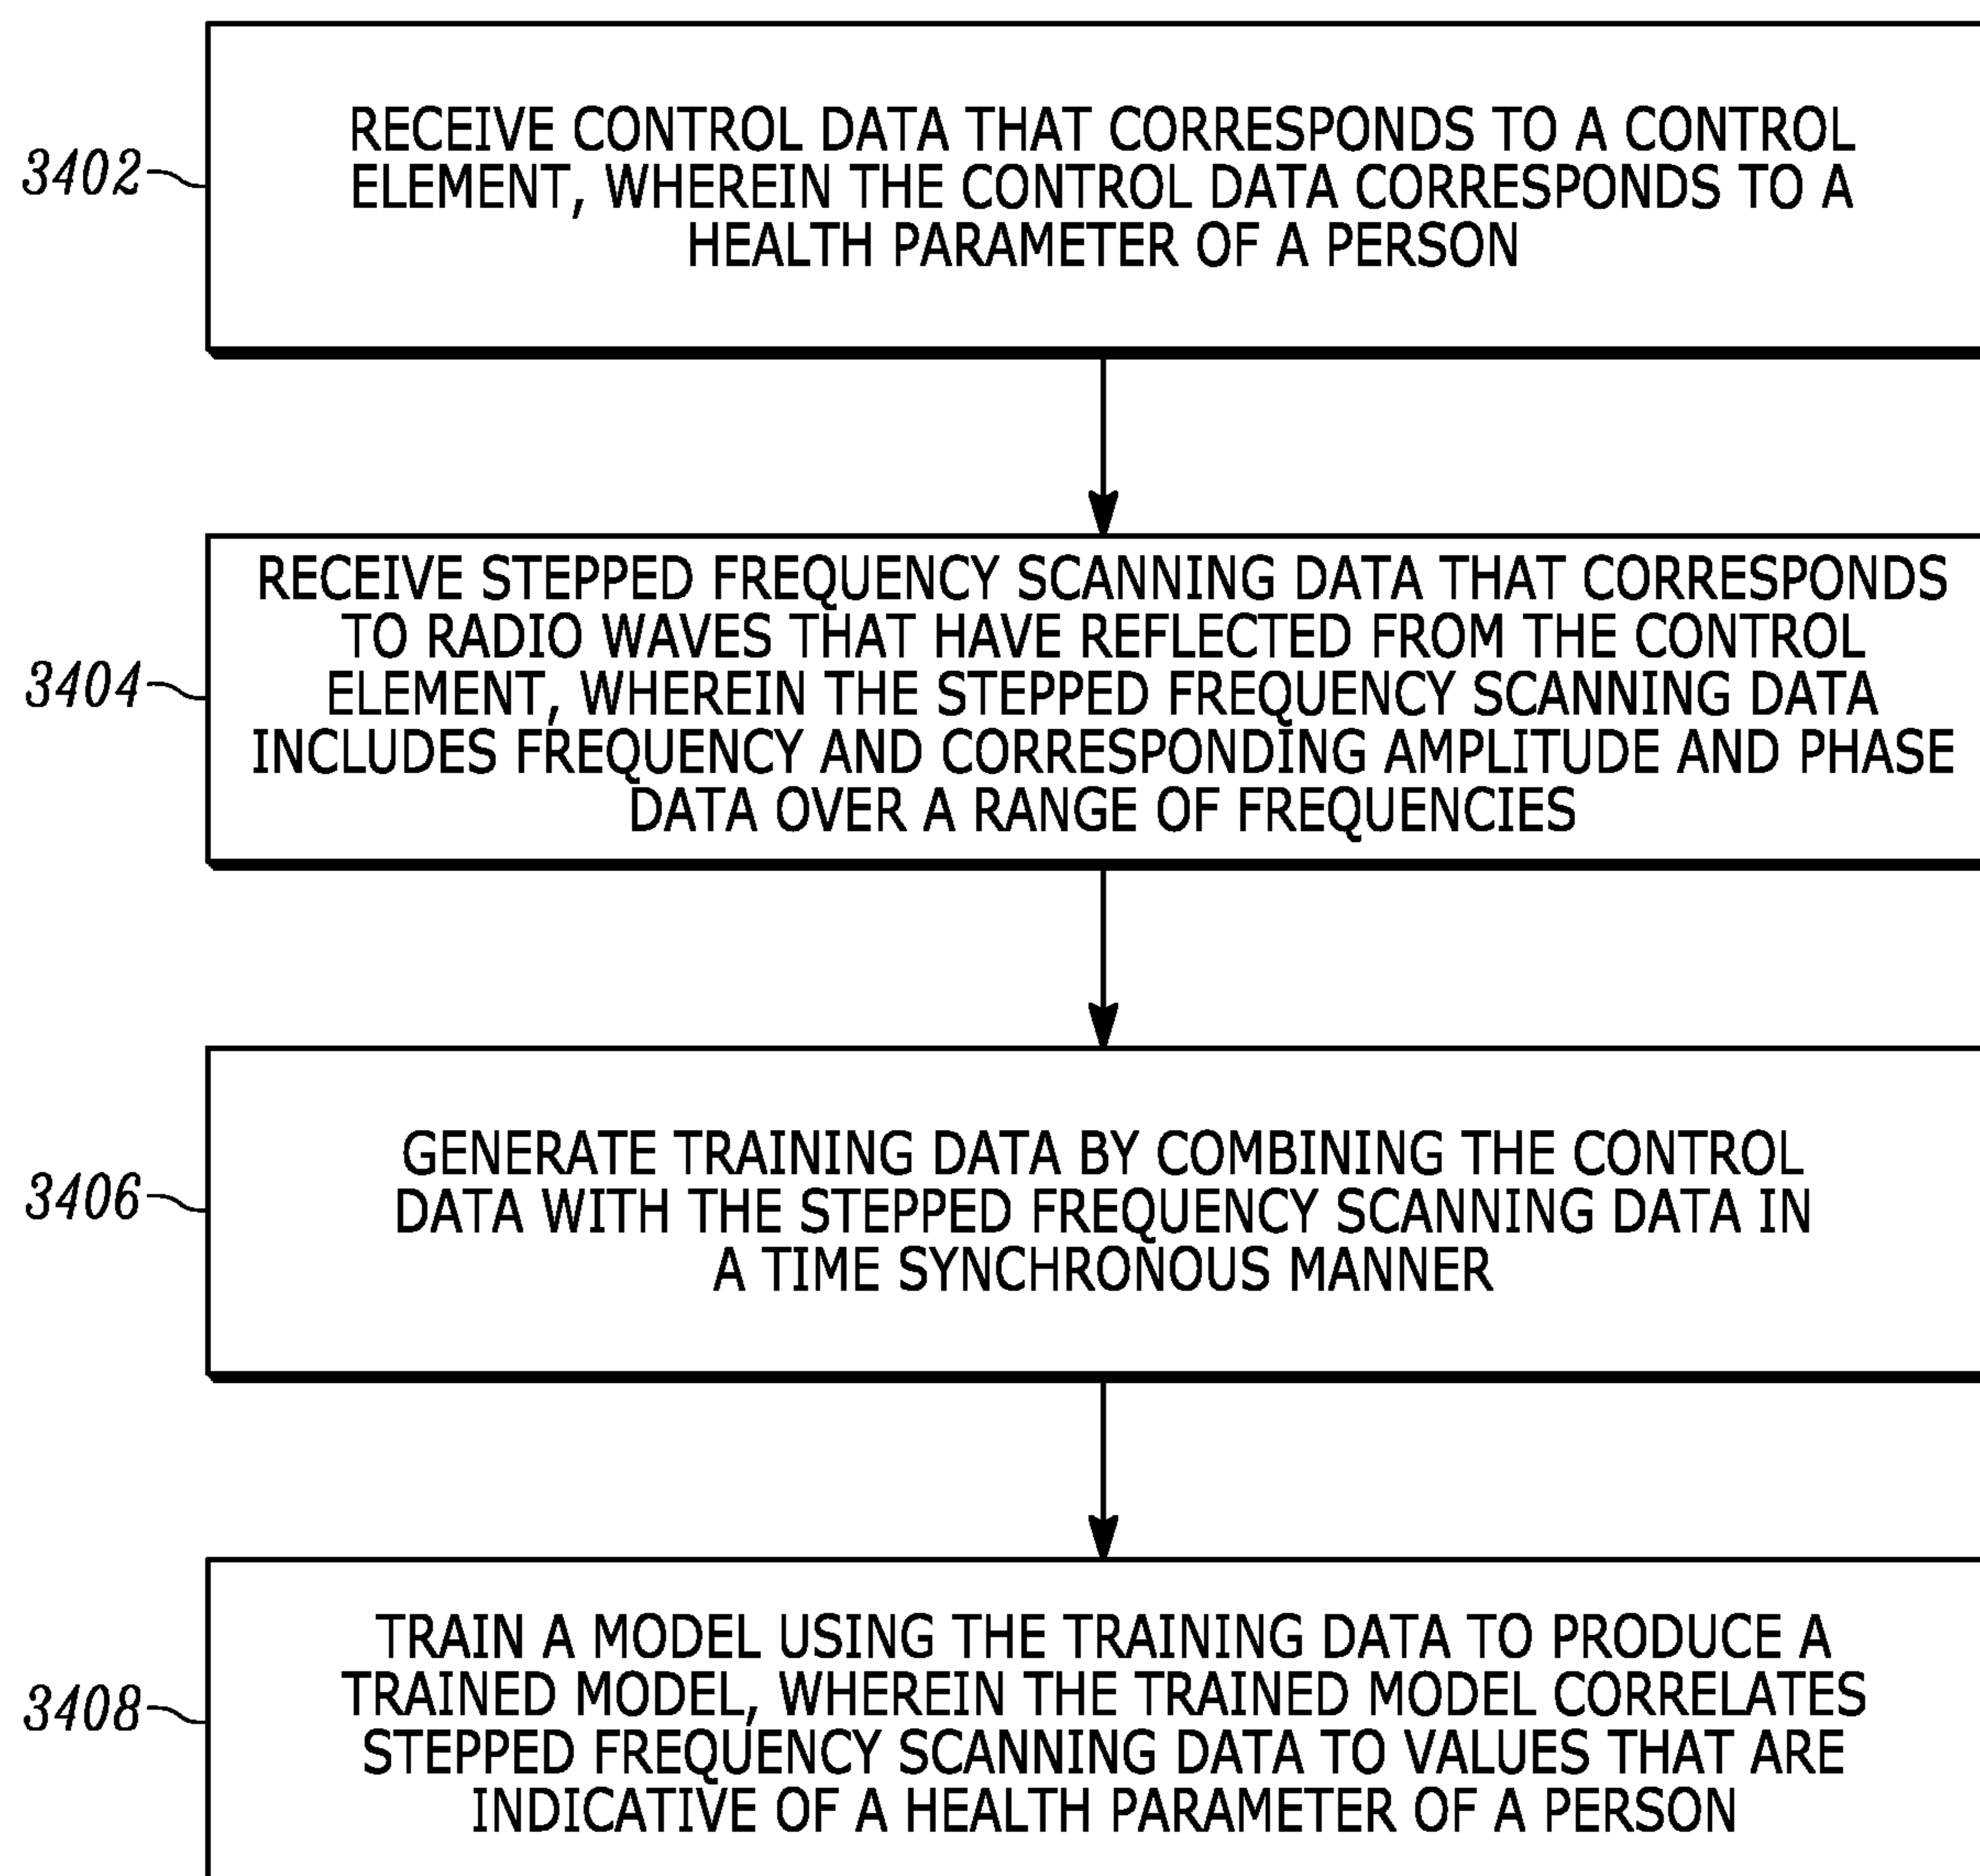 RECEIVE CONTROL DATA THAT CORRESPONDS TO A CONTROL
ELEMENT, WHEREIN THE CONTROL DATA CORRESPONDS TO A
HEALTH PARAMETER OF A PERSON
3402
RECEIVE STEPPED FREQUENCY SCANNING DATA THAT CORRESPONDS
TO RADIO WAVES THAT HAVE REFLECTED FROM THE CONTROL
ELEMENT, WHEREIN THE STEPPED FREQUENCY SCANNING DATA
INCLUDES FREQUENCY AND CORRESPONDING AMPLITUDE AND PHASE
DATA OVER A RANGE OF FREQUENCIES
3404
GENERATE TRAINING DATA BY COMBINING THE CONTROL
DATA WITH THE STEPPED FREQUENCY SCANNING DATA IN
A TIME SYNCHRONOUS MANNER
3406
TRAIN A MODEL USING THE TRAINING DATA TO PRODUCE A
TRAINED MODEL, WHEREIN THE TRAINED MODEL CORRELATES
STEPPED FREQUENCY SCANNING DATA TO VALUES THAT ARE
INDICATIVE OF A HEALTH PARAMETER OF A PERSON
3408